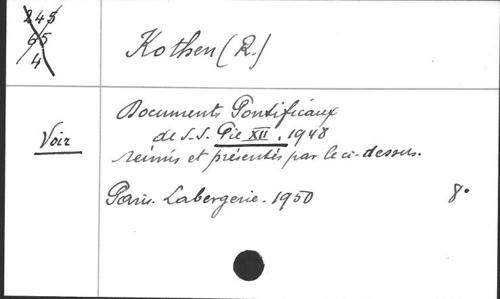 245
65
4
Kothen (R.)
Voir
Documents Pontificaux
de S.S. Pie XII. 1948
réunis et présentés par le ci-dessus.
Paris. Labergerie. 1950 8°